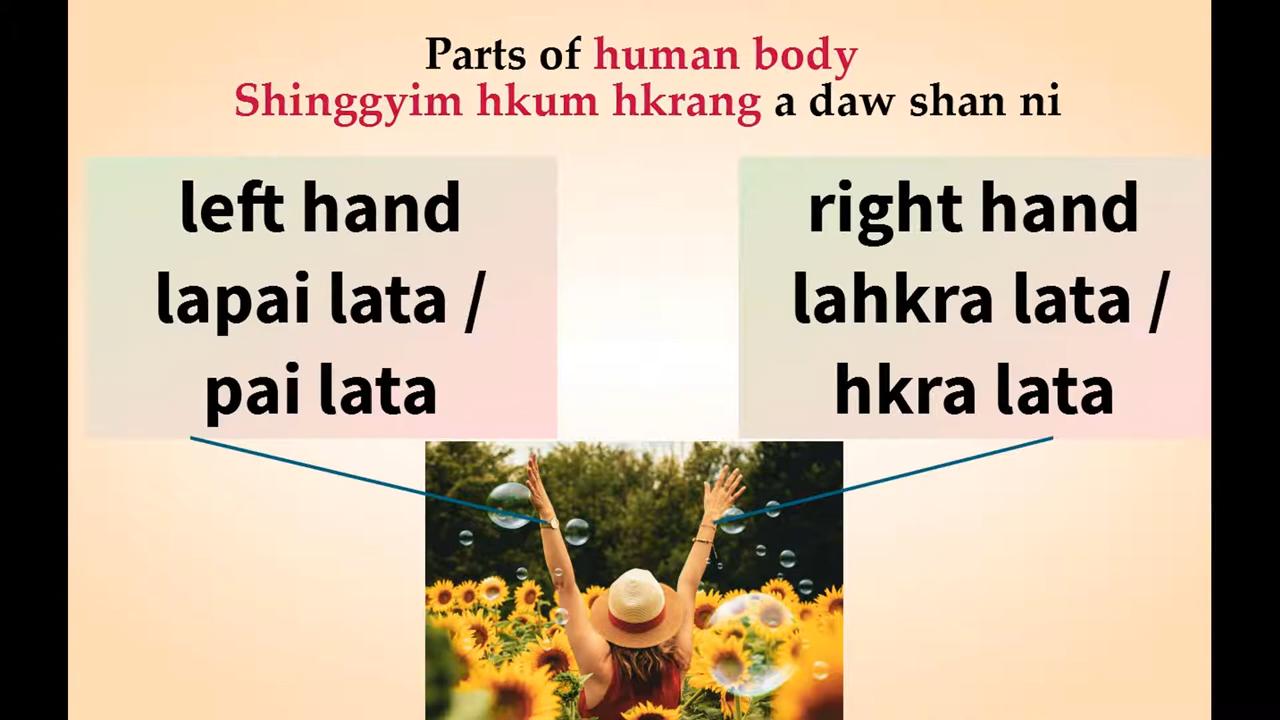 Parts of human body
Shinggyim hkum hkrang a daw shan ni
left hand
lapai lata /
pai lata
right hand
lahkra lata /
hkra lata